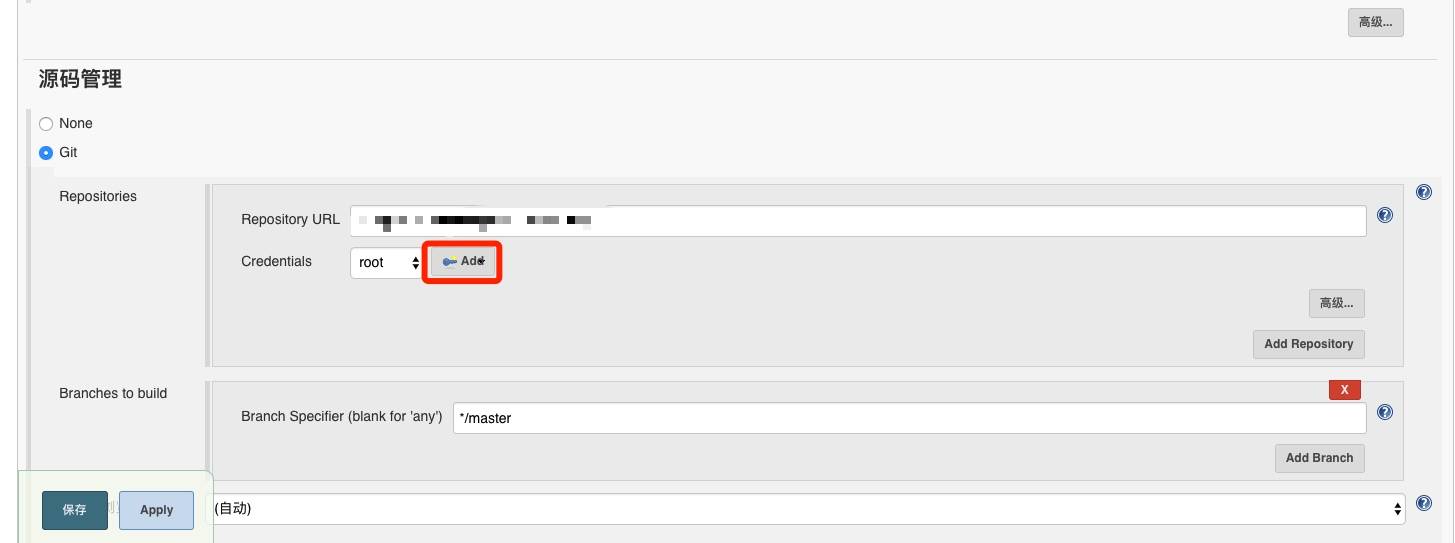 高级...
源码管理
None
Git
Repositories
Repository URL
Credentials
root
Add
高级...
Add Repository
Branches to build
X
Branch Specifier (blank for 'any')
*/master
Add Branch
保存
Apply
(自动)